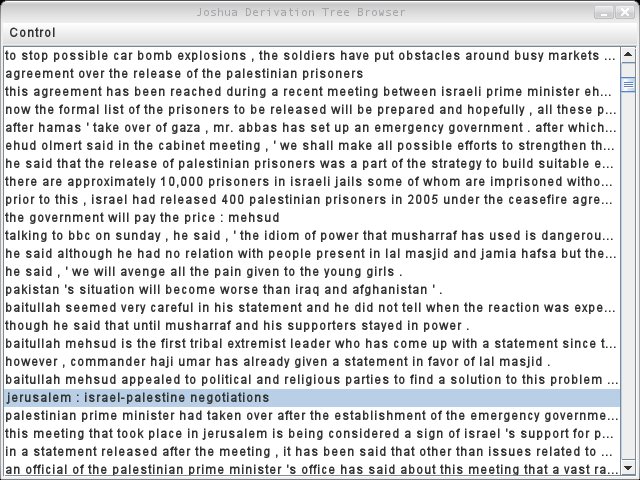 Joshua Derivation Tree Browser
Control
to stop possible car bomb explosions , the soldiers have put obstacles around busy markets ...
agreement over the release of the palestinian prisoners
this agreement has been reached during a recent meeting between israeli prime minister eh...
now the formal list of the prisoners to be released will be prepared and hopefully , all these p...
after hamas ' take over of gaza , mr. abbas has set up an emergency government . after which...
ehud olmert said in the cabinet meeting , ' we shall make all possible efforts to strengthen th...
he said that the release of palestinian prisoners was a part of the strategy to build suitable e...
there are approximately 10,000 prisoners in israeli jails some of whom are imprisoned witho...
prior to this , israel had released 400 palestinian prisoners in 2005 under the ceasefire agre...
the government will pay the price : mehsud
talking to bbc on sunday , he said , ' the idiom of power that musharraf has used is dangerou...
he said although he had no relation with people present in lal masjid and jamia hafsa but the...
he said , ' we will avenge all the pain given to the young girls .
pakistan 's situation will become worse than iraq and afghanistan ' .
baitullah seemed very careful in his statement and he did not tell when the reaction was expe...
though he said that until musharraf and his supporters stayed in power .
baitullah mehsud is the first tribal extremist leader who has come up with a statement since t...
however , commander haji umar has already given a statement in favor of lal masjid .
baitullah mehsud appealed to political and religious parties to find a solution to this problem ...
jerusalem : israel-palestine negotiations
palestinian prime minister had taken over after the establishment of the emergency governme...
this meeting that took place in jerusalem is being considered a sign of israel 's support for p...
in a statement released after the meeting , it has been said that other than issues related to ...
an official of the palestinian prime minister 's office has said about this meeting that a vast ra...